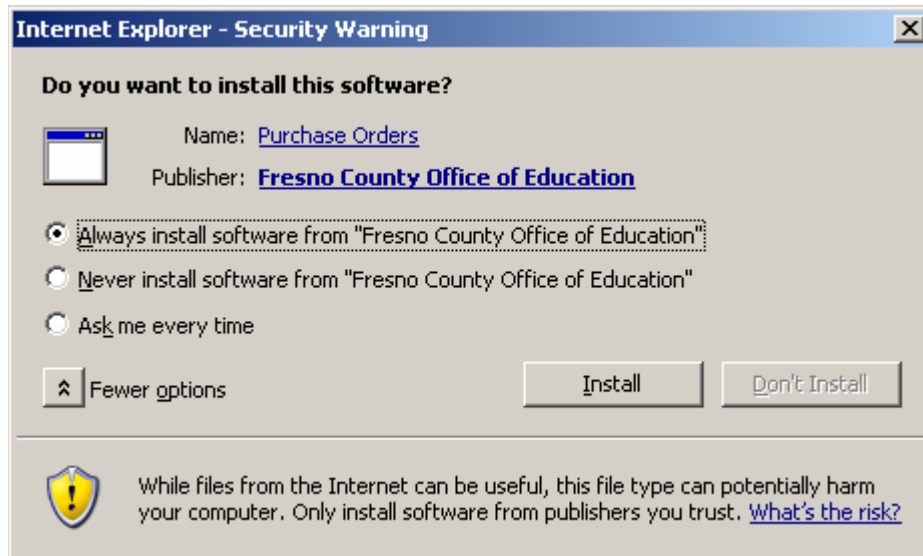 Internet Explorer - Security Warning
Do you want to install this software?
Name: Purchase Orders
Publisher: Fresno County Office of Education
Always install software from "Fresno County Office of Education"
Never install software from "Fresno County Office of Education"
Ask me every time
Fewer options
Install
Don't Install
While files from the Internet can be useful, this file type can potentially harm
your computer. Only install software from publishers you trust. What's the risk?